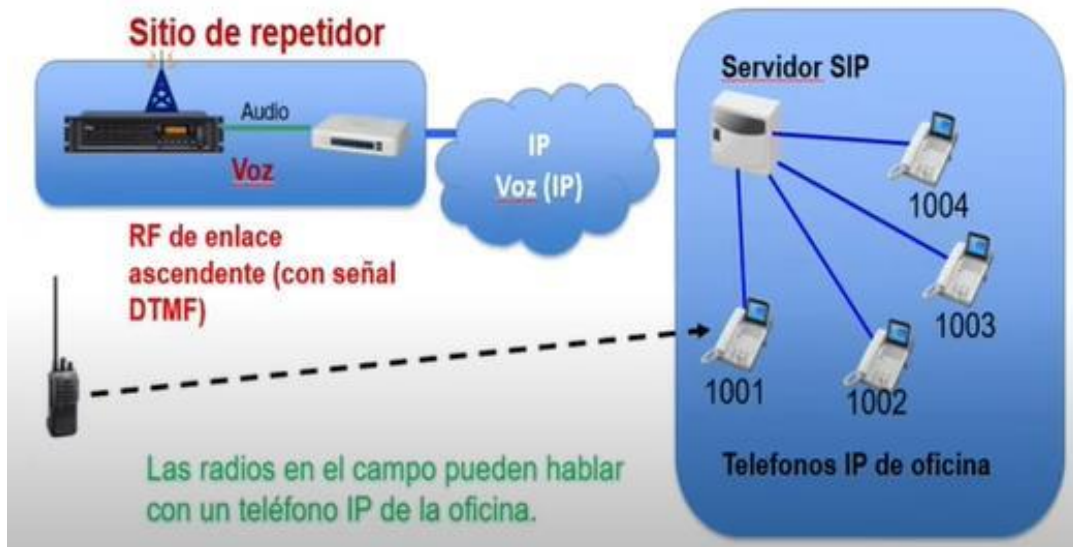 Sitio de repetidor
Audio
Voz
IP
Voz (IP)
Servidor SIP
1004
1003
1001
1002
Telefonos IP de oficina
RF de enlace
ascendente (con señal
DTMF)
Las radios en el campo pueden hablar
con un teléfono IP de la oficina.